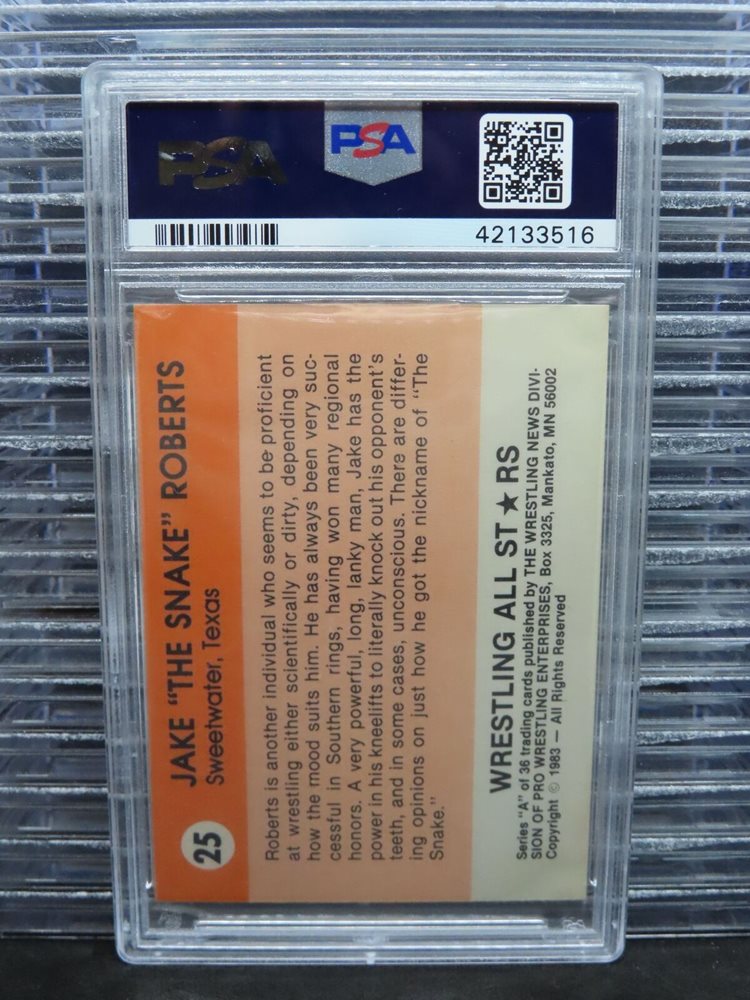 PSA
PSA
42133516
25
JAKE "THE SNAKE" ROBERTS
Sweetwater, Texas
Roberts is another individual who seems to be proficient
at wrestling either scientifically or dirty, depending on
how the mood suits him. He has always been very suc-
cessful in Southern rings, having won many regional
honors. A very powerful, long, lanky man, Jake has the
power in his kneelifts to literally knock out his opponent's
teeth, and in some cases, unconscious. There are differ-
ing opinions on just how he got the nickname of "The
Snake."
WRESTLING ALL ST★RS
Series "A" of 36 trading cards published by THE WRESTLING NEWS DIVI-
SION OF PRO WRESTLING ENTERPRISES, Box 3325, Mankato, MN 56002
Copyright © 1983 — All Rights Reserved